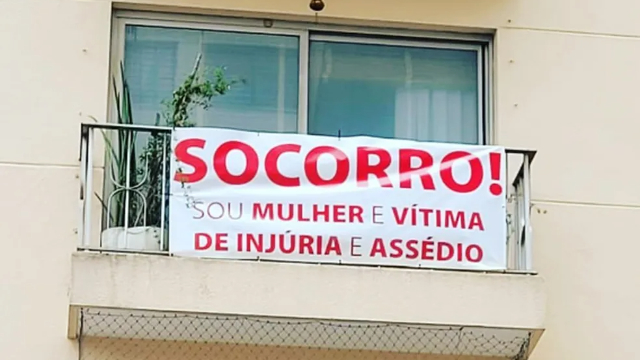 SOCORRO!
SOU MULHER E VÍTIMA
DE INJÚRIA E ASSÉDIO